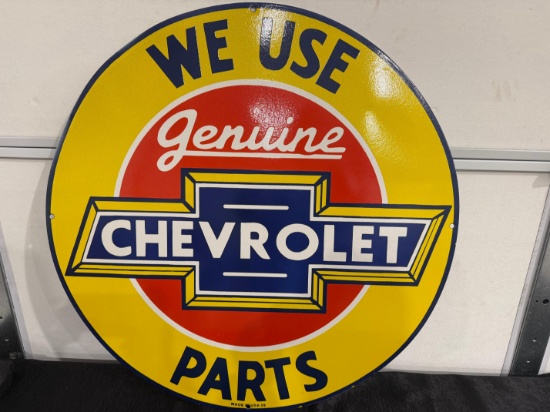 WE USE
Genuine
CHEVROLET
PARTS